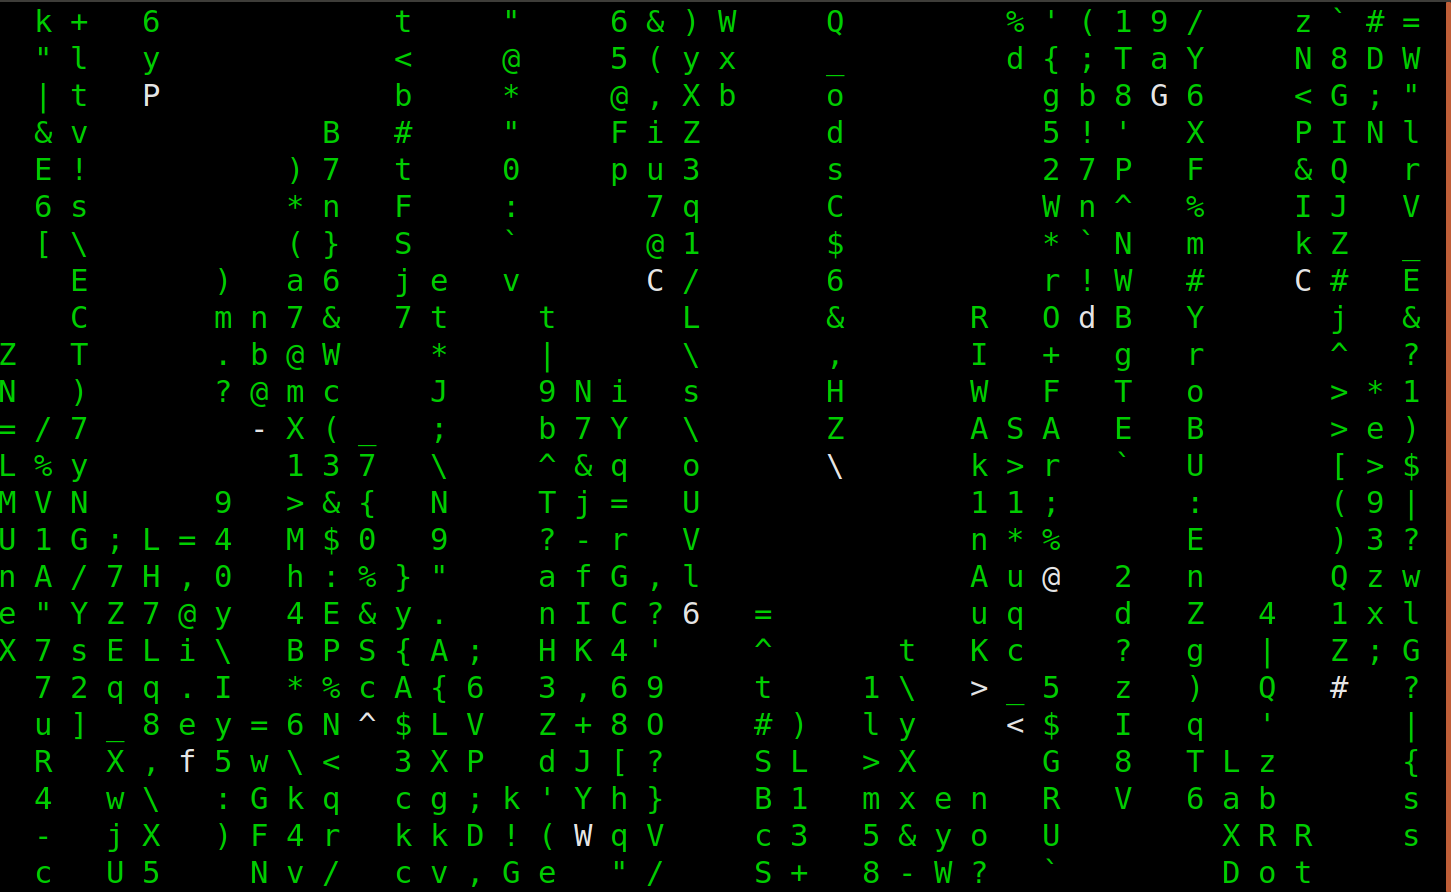 k + 6 t " 6 & ) W Q % ' ( 1 9 / z ` # =
" l y < @ 5 ( y x _ d { ; T a Y N 8 D W
| t P b * @ , X b o g b 8 G 6 < G ; "
& v B # " F i Z d 5 ! ' X P I N l
E ! ) 7 t 0 p u 3 s 2 7 P F & Q r
6 s * n F : 7 q C W n ^ % I J V
[ \ ( } S ` @ 1 $ * ` N m k Z _
E ) a 6 j e v C / 6 r ! W # C # E
C m n 7 & 7 t t L & R O d B Y j &
Z T . b @ W * | \ , I + g r ^ ?
N ) ? @ m c J 9 N i s H W F T o > * 1
= / 7 - X ( _ ; b 7 Y \ Z A S A E B > e )
L % y 1 3 7 \ ^ & q o \ k > r ` U [ > $
M V N 9 > & { N T j = U 1 1 ; : ( 9 |
U 1 G ; L = 4 M $ 0 9 ? - r V n * % E ) 3 ?
n A / 7 H , 0 h : % } " a f G , l A u @ 2 n Q z w
e " Y Z 7 @ y 4 E & y . n I C ? 6 = u q d Z 4 1 x l
X 7 s E L i \ B P S { A ; H K 4 ' ^ t K c ? g | Z ; G
7 2 q q . I * % c A { 6 3 , 6 9 t 1 \ > _ 5 z ) Q # ?
u ] _ 8 e y = 6 N ^ $ L V Z + 8 O # ) l y < $ I q ' |
R X , f 5 w \ < 3 X P d J [ ? S L > X G 8 T L z {
4 w \ : G k q c g ; k ' Y h } B 1 m x e n R V 6 a b s
- j X ) F 4 r k k D ! ( W q V c 3 5 & y o U X R R s
c U 5 N v / c v , G e " / S + 8 - W ? ` D o t